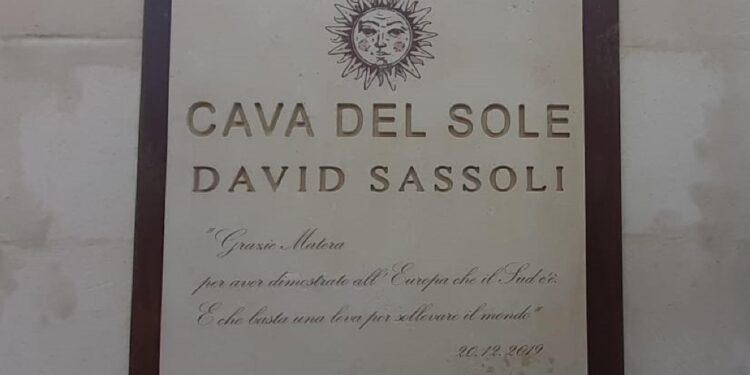 CAVA DEL SOLE
DAVID SASSOLI
"Grazie Matera
per aver dimostrato all'Europa che il Sud c'è.
E che basta una leva per sollevare il mondo"
20.12.2019